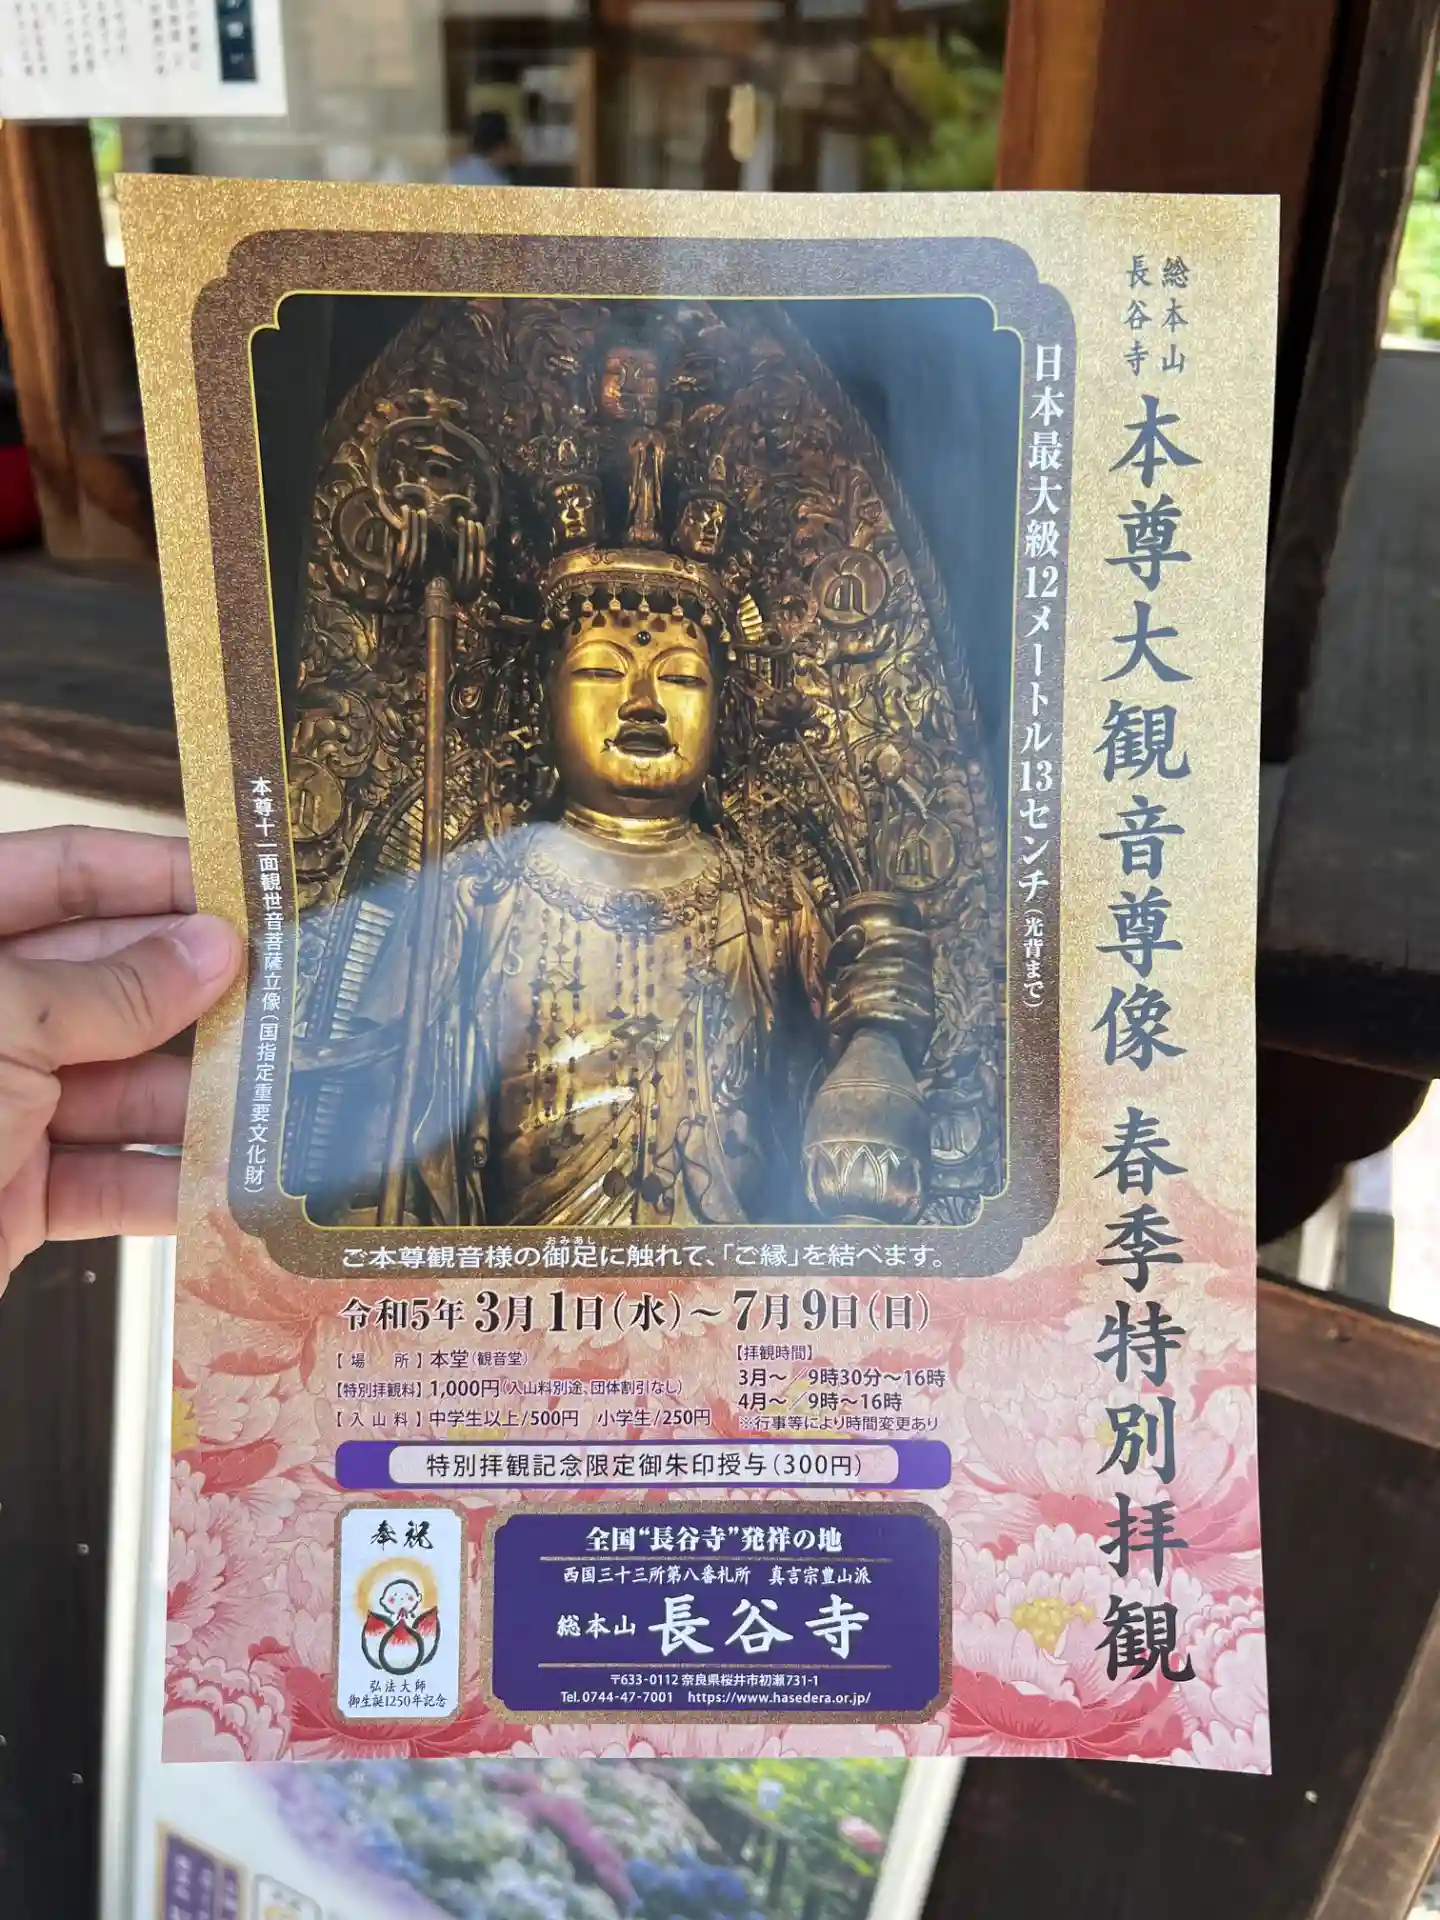 総本山
長谷寺
本尊大観音尊像 春季特別拝観
日本最大級12メートル13センチ(光背まで)
本尊十一面観世音菩薩立像(国指定重要文化財)
おみあし
ご本尊観音様の御足に触れて、「ご縁」を結べます。
令和5年 3月1日(水)～7月9日(日)
【場 所】本堂(観音堂)
【特別拝観料】1,000円(入山料別途、団体割引なし)
【入山料】中学生以上/500円 小学生/250円
【拝観時間】
3月～／9時30分～16時
4月～／9時～16時
※行事等により時間変更あり
特別拝観記念限定御朱印授与(300円)
奉祝
弘法大師
御生誕1250年記念
全国“長谷寺”発祥の地
西国三十三所第八番札所 真言宗豊山派
総本山 長谷寺
〒633-0112 奈良県桜井市初瀬731-1
Tel.0744-47-7001 https://www.hasedera.or.jp/